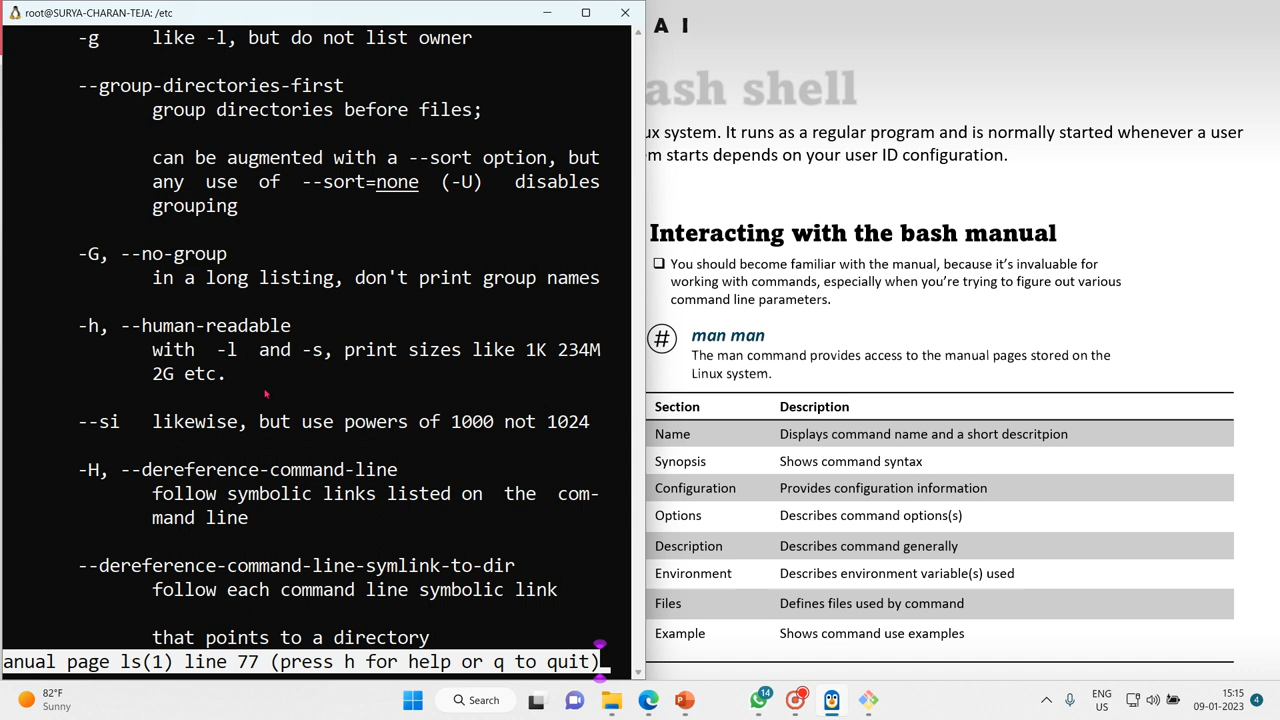 root@SURYA-CHARAN-TEJA: /etc
-g like -l, but do not list owner
--group-directories-first
group directories before files;
can be augmented with a --sort option, but
any use of --sort=none (-U) disables
grouping
-G, --no-group
in a long listing, don't print group names
-h, --human-readable
with -l and -s, print sizes like 1K 234M
2G etc.
--si likewise, but use powers of 1000 not 1024
-H, --dereference-command-line
follow symbolic links listed on the com-
mand line
--dereference-command-line-symlink-to-dir
follow each command line symbolic link
that points to a directory
anual page ls(1) line 77 (press h for help or q to quit)
A I
ash shell
ux system. It runs as a regular program and is normally started whenever a user
m starts depends on your user ID configuration.
Interacting with the bash manual
You should become familiar with the manual, because it's invaluable for
working with commands, especially when you're trying to figure out various
command line parameters.
# man man
The man command provides access to the manual pages stored on the
Linux system.
Section Description
Name Displays command name and a short descritpion
Synopsis Shows command syntax
Configuration Provides configuration information
Options Describes command options(s)
Description Describes command generally
Environment Describes environment variable(s) used
Files Defines files used by command
Example Shows command use examples
82°F
Sunny
Search
14
ENG
US
15:15
09-01-2023
4